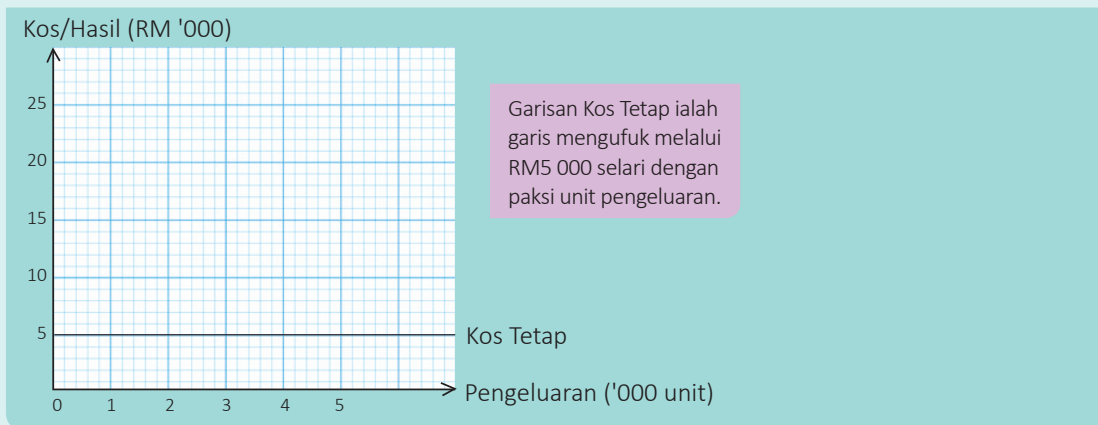 Kos/Hasil (RM '000)
25
20
15
10
5
Kos Tetap
0 1 2 3 4 5
Pengeluaran ('000 unit)
Garisan Kos Tetap ialah
garis mengufuk melalui
RM5 000 selari dengan
paksi unit pengeluaran.